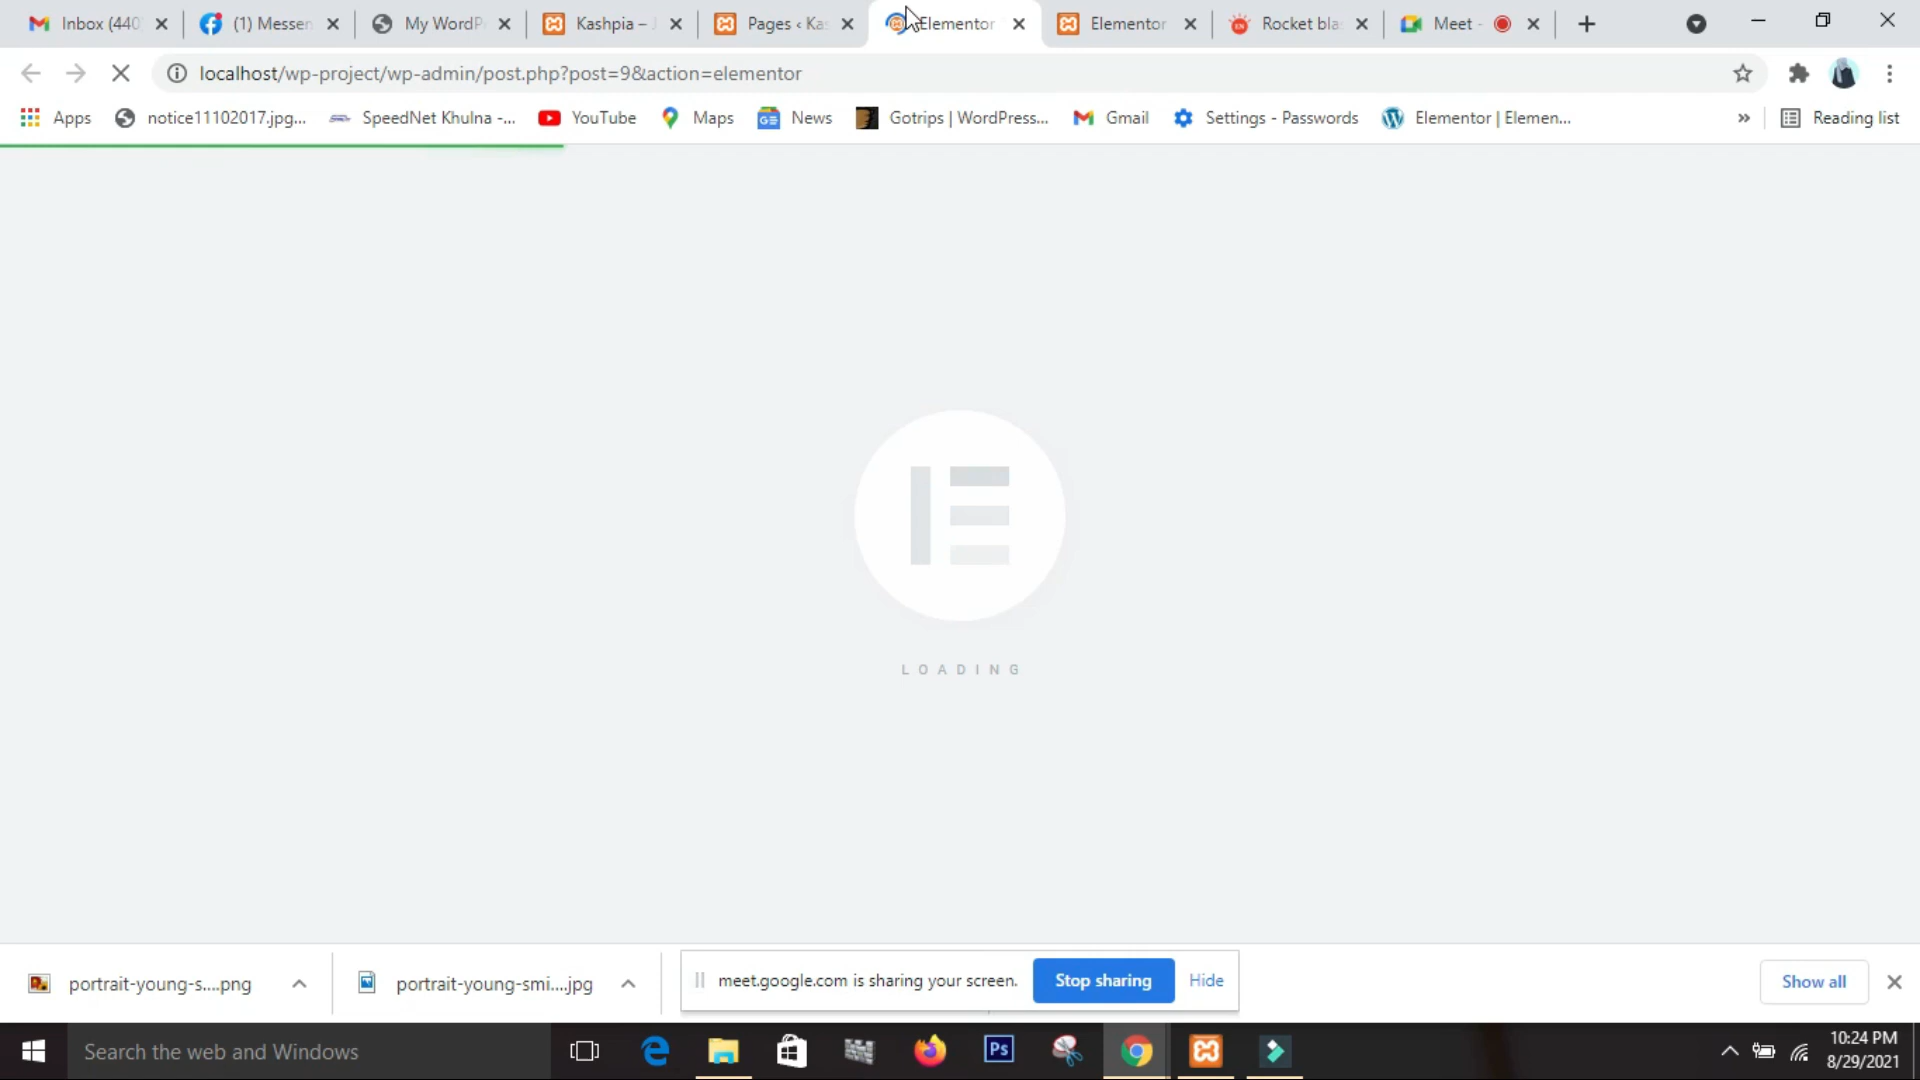 Inbox (440
(1) Messen
My WordP
Kashpia – J
Pages ‹ Kas
Elementor
Elementor
Rocket bla
Meet -
localhost/wp-project/wp-admin/post.php?post=9&action=elementor
Apps
notice11102017.jpg...
SpeedNet Khulna -...
YouTube
Maps
News
Gotrips | WordPress...
Gmail
Settings - Passwords
Elementor | Elemen...
»
Reading list
LOADING
portrait-young-s....png
portrait-young-smi....jpg
meet.google.com is sharing your screen.
Stop sharing
Hide
Show all
Search the web and Windows
Ps
10:24 PM
8/29/2021